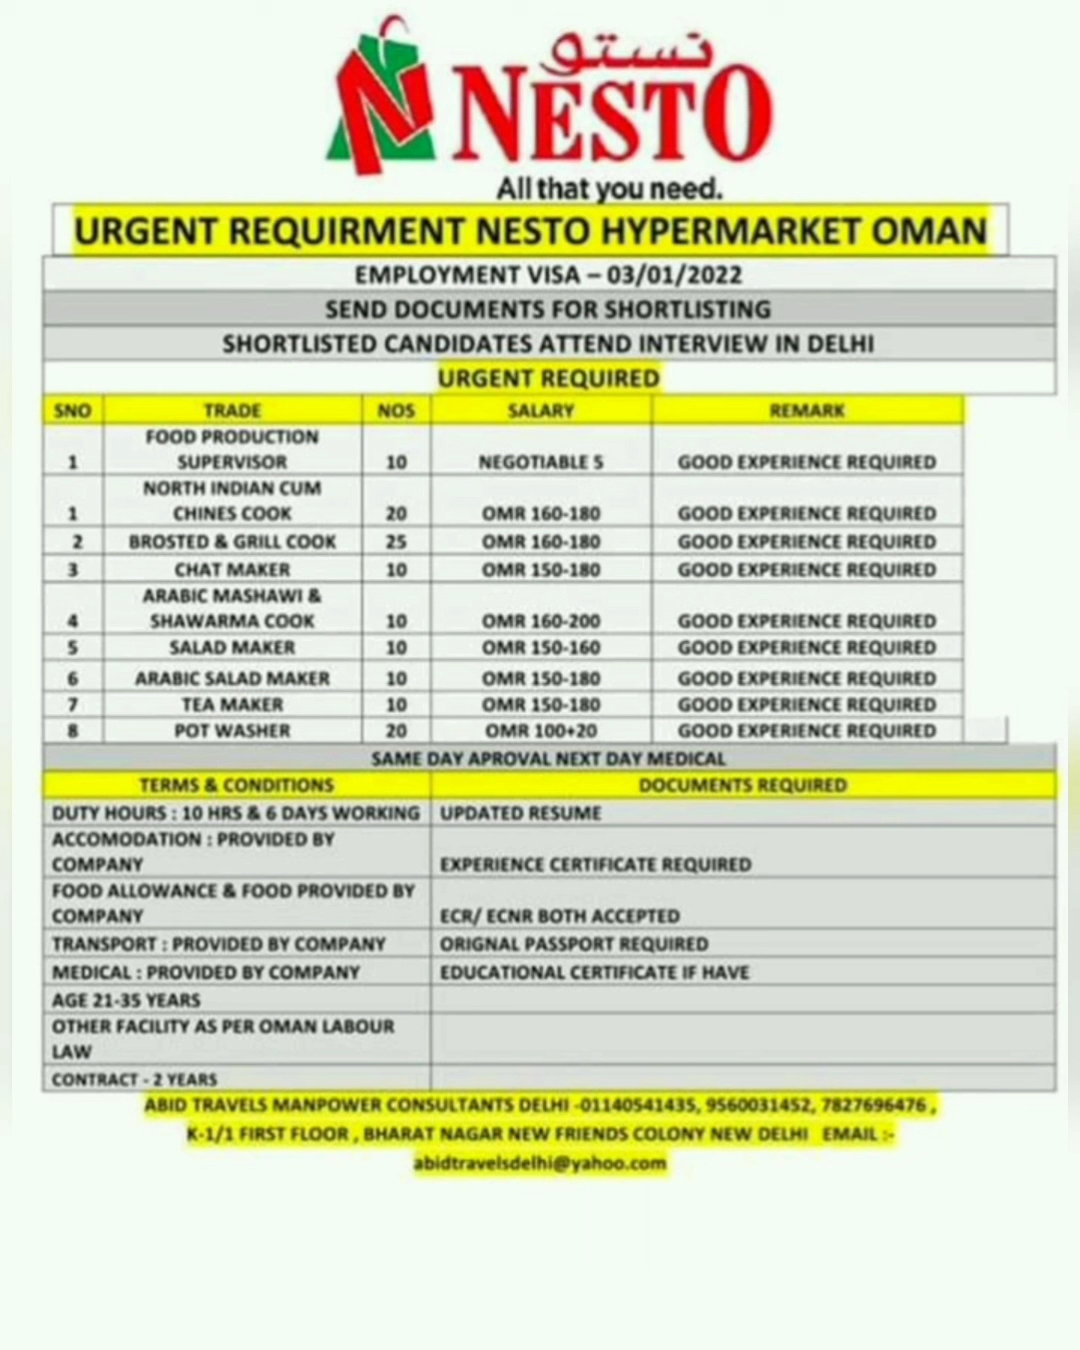 نستو
NESTO
All that you need.
URGENT REQUIRMENT NESTO HYPERMARKET OMAN
EMPLOYMENT VISA – 03/01/2022
SEND DOCUMENTS FOR SHORTLISTING
SHORTLISTED CANDIDATES ATTEND INTERVIEW IN DELHI
URGENT REQUIRED
SNO TRADE NOS SALARY REMARK
FOOD PRODUCTION
1 SUPERVISOR 10 NEGOTIABLE 5 GOOD EXPERIENCE REQUIRED
NORTH INDIAN CUM
1 CHINES COOK 20 OMR 160-180 GOOD EXPERIENCE REQUIRED
2 BROSTED & GRILL COOK 25 OMR 160-180 GOOD EXPERIENCE REQUIRED
3 CHAT MAKER 10 OMR 150-180 GOOD EXPERIENCE REQUIRED
ARABIC MASHAWI &
4 SHAWARMA COOK 10 OMR 160-200 GOOD EXPERIENCE REQUIRED
5 SALAD MAKER 10 OMR 150-160 GOOD EXPERIENCE REQUIRED
6 ARABIC SALAD MAKER 10 OMR 150-180 GOOD EXPERIENCE REQUIRED
7 TEA MAKER 10 OMR 150-180 GOOD EXPERIENCE REQUIRED
8 POT WASHER 20 OMR 100+20 GOOD EXPERIENCE REQUIRED
SAME DAY APROVAL NEXT DAY MEDICAL
TERMS & CONDITIONS DOCUMENTS REQUIRED
DUTY HOURS : 10 HRS & 6 DAYS WORKING UPDATED RESUME
ACCOMODATION : PROVIDED BY
COMPANY EXPERIENCE CERTIFICATE REQUIRED
FOOD ALLOWANCE & FOOD PROVIDED BY
COMPANY ECR/ ECNR BOTH ACCEPTED
TRANSPORT : PROVIDED BY COMPANY ORIGNAL PASSPORT REQUIRED
MEDICAL : PROVIDED BY COMPANY EDUCATIONAL CERTIFICATE IF HAVE
AGE 21-35 YEARS
OTHER FACILITY AS PER OMAN LABOUR
LAW
CONTRACT - 2 YEARS
ABID TRAVELS MANPOWER CONSULTANTS DELHI -01140541435, 9560031452, 7827696476 ,
K-1/1 FIRST FLOOR , BHARAT NAGAR NEW FRIENDS COLONY NEW DELHI EMAIL :-
abidtravelsdelhi@yahoo.com